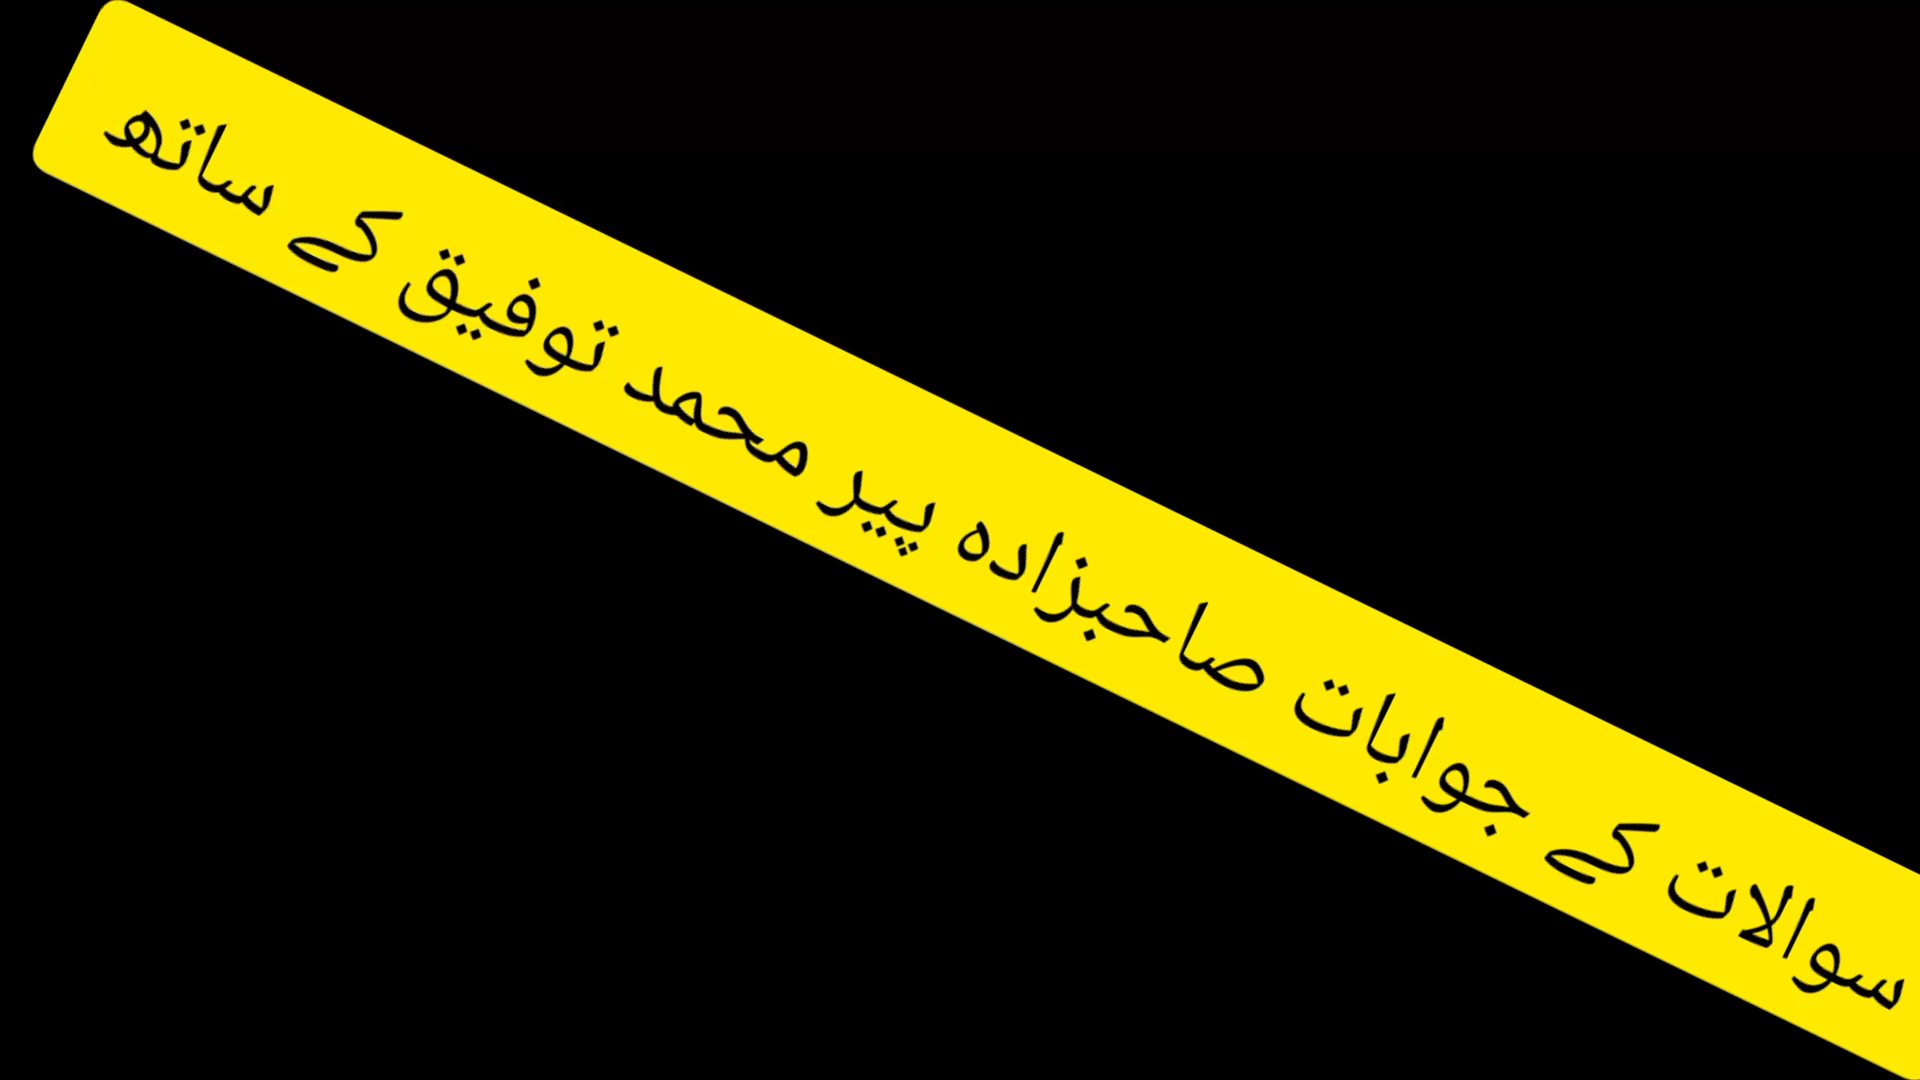 سوالات کے جوابات صاحبزادہ پیر محمد توفیق کے ساتھ